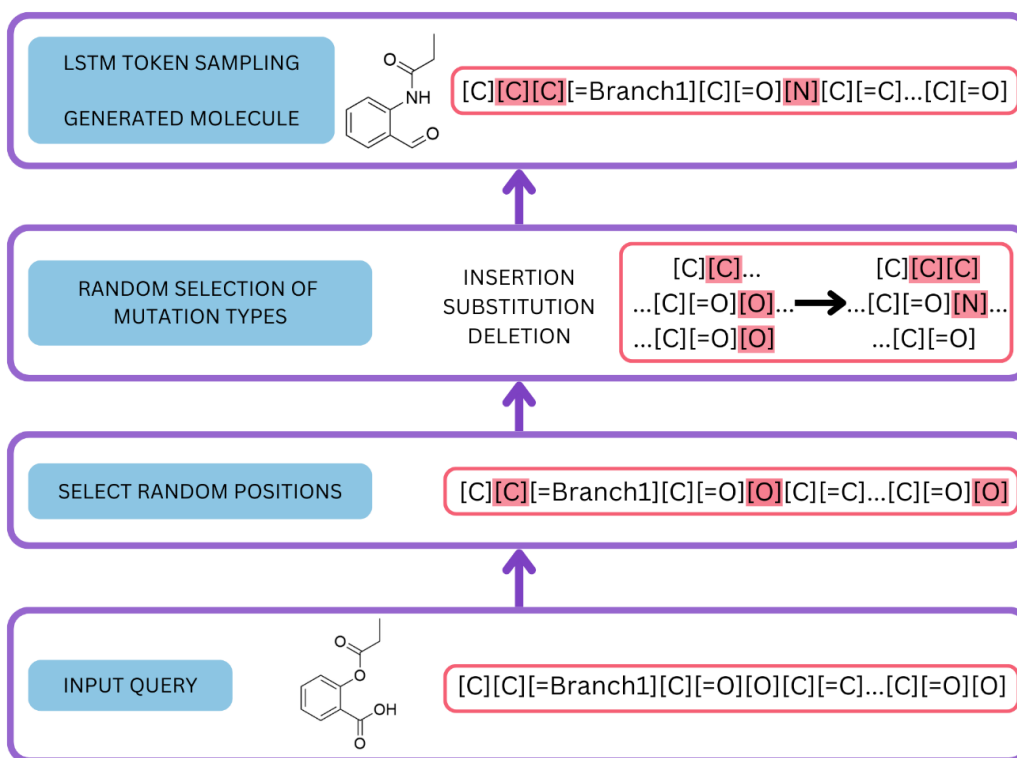 LSTM TOKEN SAMPLING
GENERATED MOLECULE
O
NH
O
[C][C][C][=Branch1][C][=O][N][C][=C]...[C][=O]
RANDOM SELECTION OF
MUTATION TYPES
INSERTION
SUBSTITUTION
DELETION
[C][C]...
...[C][=O][O]...
...[C][=O][O]
[C][C][C]
...[C][=O][N]...
...[C][=O]
SELECT RANDOM POSITIONS
[C][C][=Branch1][C][=O][O][C][=C]...[C][=O][O]
INPUT QUERY
O
O
OH
O
[C][C][=Branch1][C][=O][O][C][=C]...[C][=O][O]